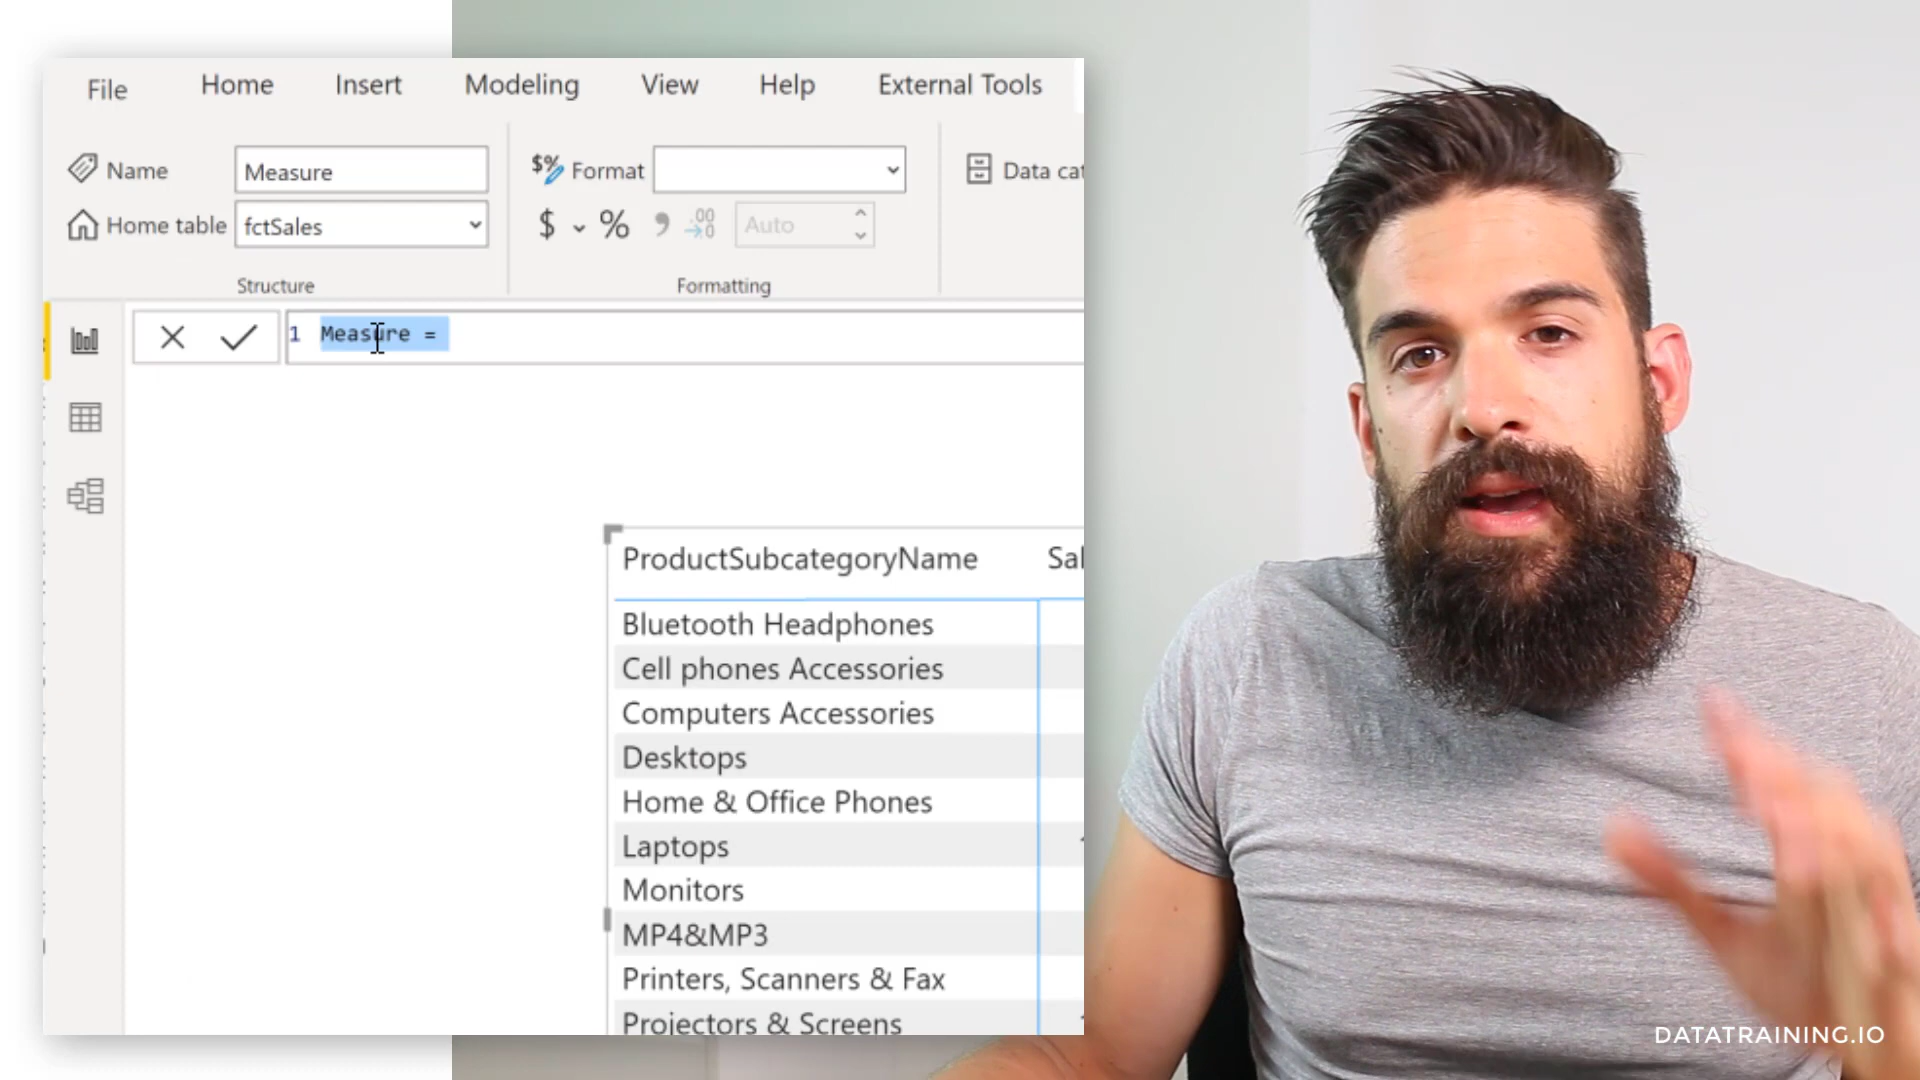 File Home Insert Modeling View Help External Tools
Name Measure $% Format Data cat
Home table fctSales $ % .00 Auto
Structure Formatting
1 Measure =
ProductSubcategoryName Sal
Bluetooth Headphones
Cell phones Accessories
Computers Accessories
Desktops
Home & Office Phones
Laptops
Monitors
MP4&MP3
Printers, Scanners & Fax
Projectors & Screens
DATATRAINING.IO